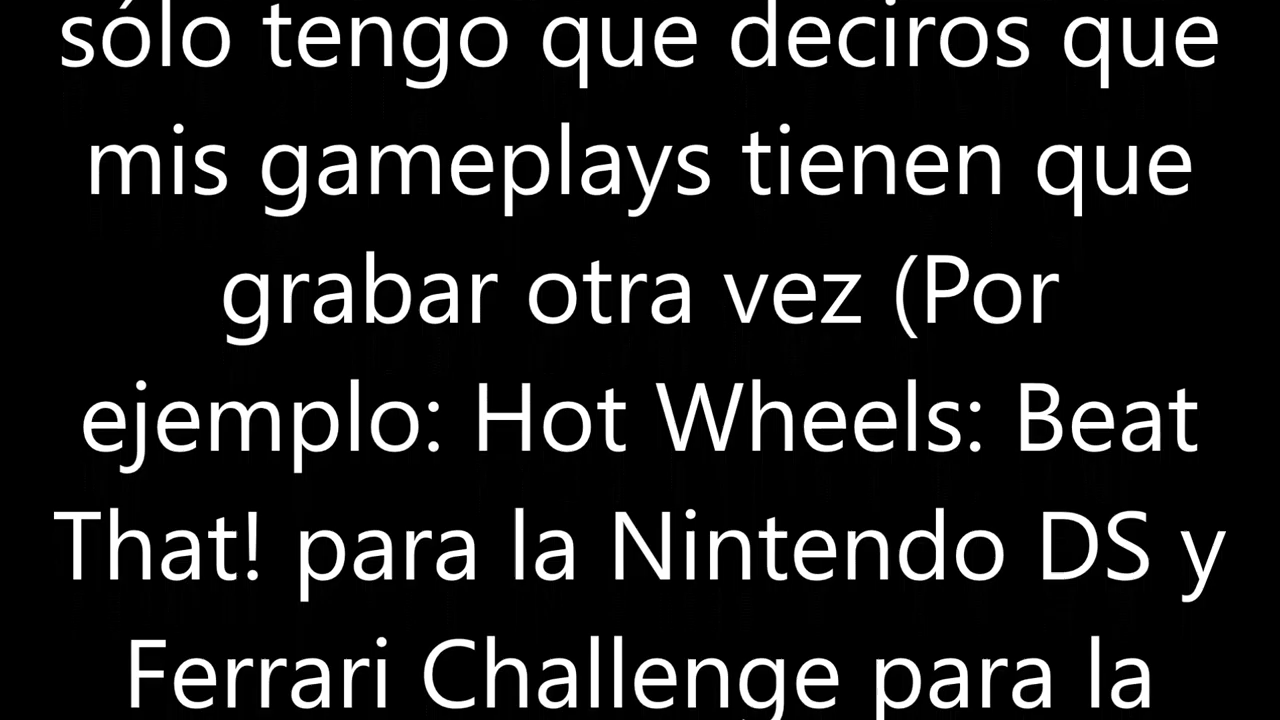 sólo tengo que deciros que
mis gameplays tienen que
grabar otra vez (Por
ejemplo: Hot Wheels: Beat
That! para la Nintendo DS y
Ferrari Challenge para la